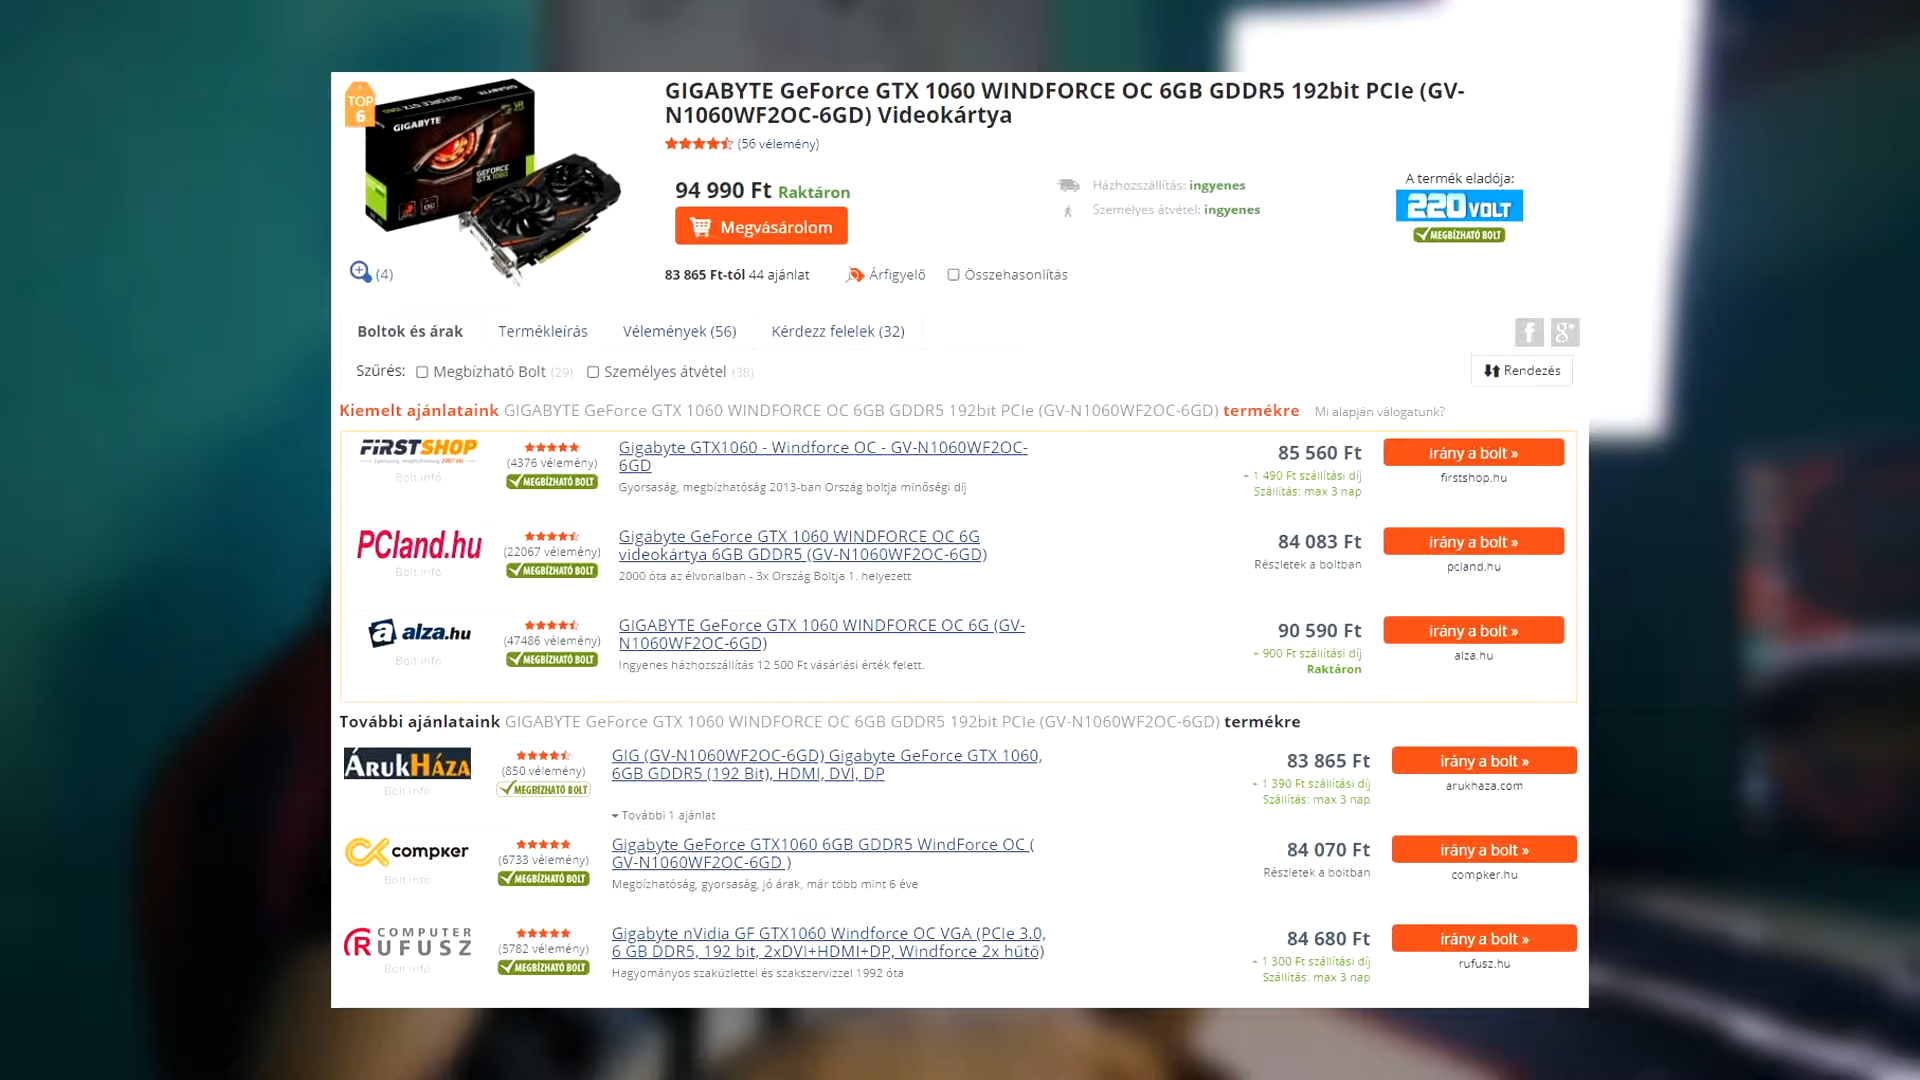 TOP
6
GIGABYTE
GEFORCE
GTX 1060
GIGABYTE GeForce GTX 1060 WINDFORCE OC 6GB GDDR5 192bit PCIe (GV-
N1060WF2OC-6GD) Videokártya
(56 vélemény)
94 990 Ft Raktáron
Megvásárolom
Házhozszállítás: ingyenes
Személyes átvétel: ingyenes
A termék eladója:
220 VOLT
MEGBÍZHATÓ BOLT
(4)
83 865 Ft-tól 44 ajánlat
Árfigyelő
Összehasonlítás
Boltok és árak
Termékleírás
Vélemények (56)
Kérdezz felelek (32)
f
g+
Szűrés:
Megbízható Bolt (29)
Személyes átvétel (38)
Rendezés
Kiemelt ajánlataink GIGABYTE GeForce GTX 1060 WINDFORCE OC 6GB GDDR5 192bit PCIe (GV-N1060WF2OC-6GD) termékre
Mi alapján válogatunk?
FIRSTSHOP
Bolt infó
(4376 vélemény)
MEGBÍZHATÓ BOLT
Gigabyte GTX1060 - Windforce OC - GV-N1060WF2OC-
6GD
Gyorsaság, megbízhatóság 2013-ban Ország boltja minőségi díj
85 560 Ft
+ 1 490 Ft szállítási díj
Szállítás: max 3 nap
irány a bolt »
firstshop.hu
PCland.hu
Bolt infó
(22067 vélemény)
MEGBÍZHATÓ BOLT
Gigabyte GeForce GTX 1060 WINDFORCE OC 6G
videokártya 6GB GDDR5 (GV-N1060WF2OC-6GD)
2000 óta az élvonalban - 3x Ország Boltja 1. helyezett
84 083 Ft
Részletek a boltban
irány a bolt »
pcland.hu
alza.hu
Bolt infó
(47486 vélemény)
MEGBÍZHATÓ BOLT
GIGABYTE GeForce GTX 1060 WINDFORCE OC 6G (GV-
N1060WF2OC-6GD)
Ingyenes házhozszállítás 12 500 Ft vásárlási érték felett.
90 590 Ft
+ 900 Ft szállítási díj
Raktáron
irány a bolt »
alza.hu
További ajánlataink GIGABYTE GeForce GTX 1060 WINDFORCE OC 6GB GDDR5 192bit PCIe (GV-N1060WF2OC-6GD) termékre
ÁRUKHÁZA
Bolt infó
(850 vélemény)
MEGBÍZHATÓ BOLT
GIG (GV-N1060WF2OC-6GD) Gigabyte GeForce GTX 1060,
6GB GDDR5 (192 Bit), HDMI, DVI, DP
További 1 ajánlat
83 865 Ft
+ 1 390 Ft szállítási díj
Szállítás: max 3 nap
irány a bolt »
arukhaza.com
compker
Bolt infó
(6733 vélemény)
MEGBÍZHATÓ BOLT
Gigabyte GeForce GTX1060 6GB GDDR5 WindForce OC (
GV-N1060WF2OC-6GD )
Megbízhatóság, gyorsaság, jó árak, már több mint 6 éve
84 070 Ft
Részletek a boltban
irány a bolt »
compker.hu
COMPUTER
RUFUSZ
Bolt infó
(5782 vélemény)
MEGBÍZHATÓ BOLT
Gigabyte nVidia GF GTX1060 Windforce OC VGA (PCIe 3.0,
6 GB DDR5, 192 bit, 2xDVI+HDMI+DP, Windforce 2x hűtő)
Hagyományos szaküzlettel és szakszervizzel 1992 óta
84 680 Ft
+ 1 300 Ft szállítási díj
Szállítás: max 3 nap
irány a bolt »
rufusz.hu